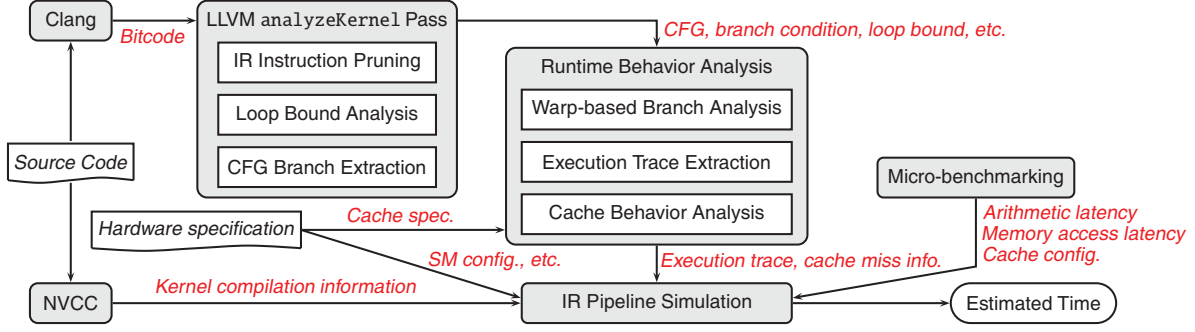 Clang
Bitcode
LLVM analyzeKernel Pass
IR Instruction Pruning
Loop Bound Analysis
CFG Branch Extraction
CFG, branch condition, loop bound, etc.
Runtime Behavior Analysis
Warp-based Branch Analysis
Execution Trace Extraction
Cache Behavior Analysis
Source Code
Micro-benchmarking
Hardware specification
Cache spec.
SM config., etc.
Execution trace, cache miss info.
Arithmetic latency
Memory access latency
Cache config.
NVCC
Kernel compilation information
IR Pipeline Simulation
Estimated Time